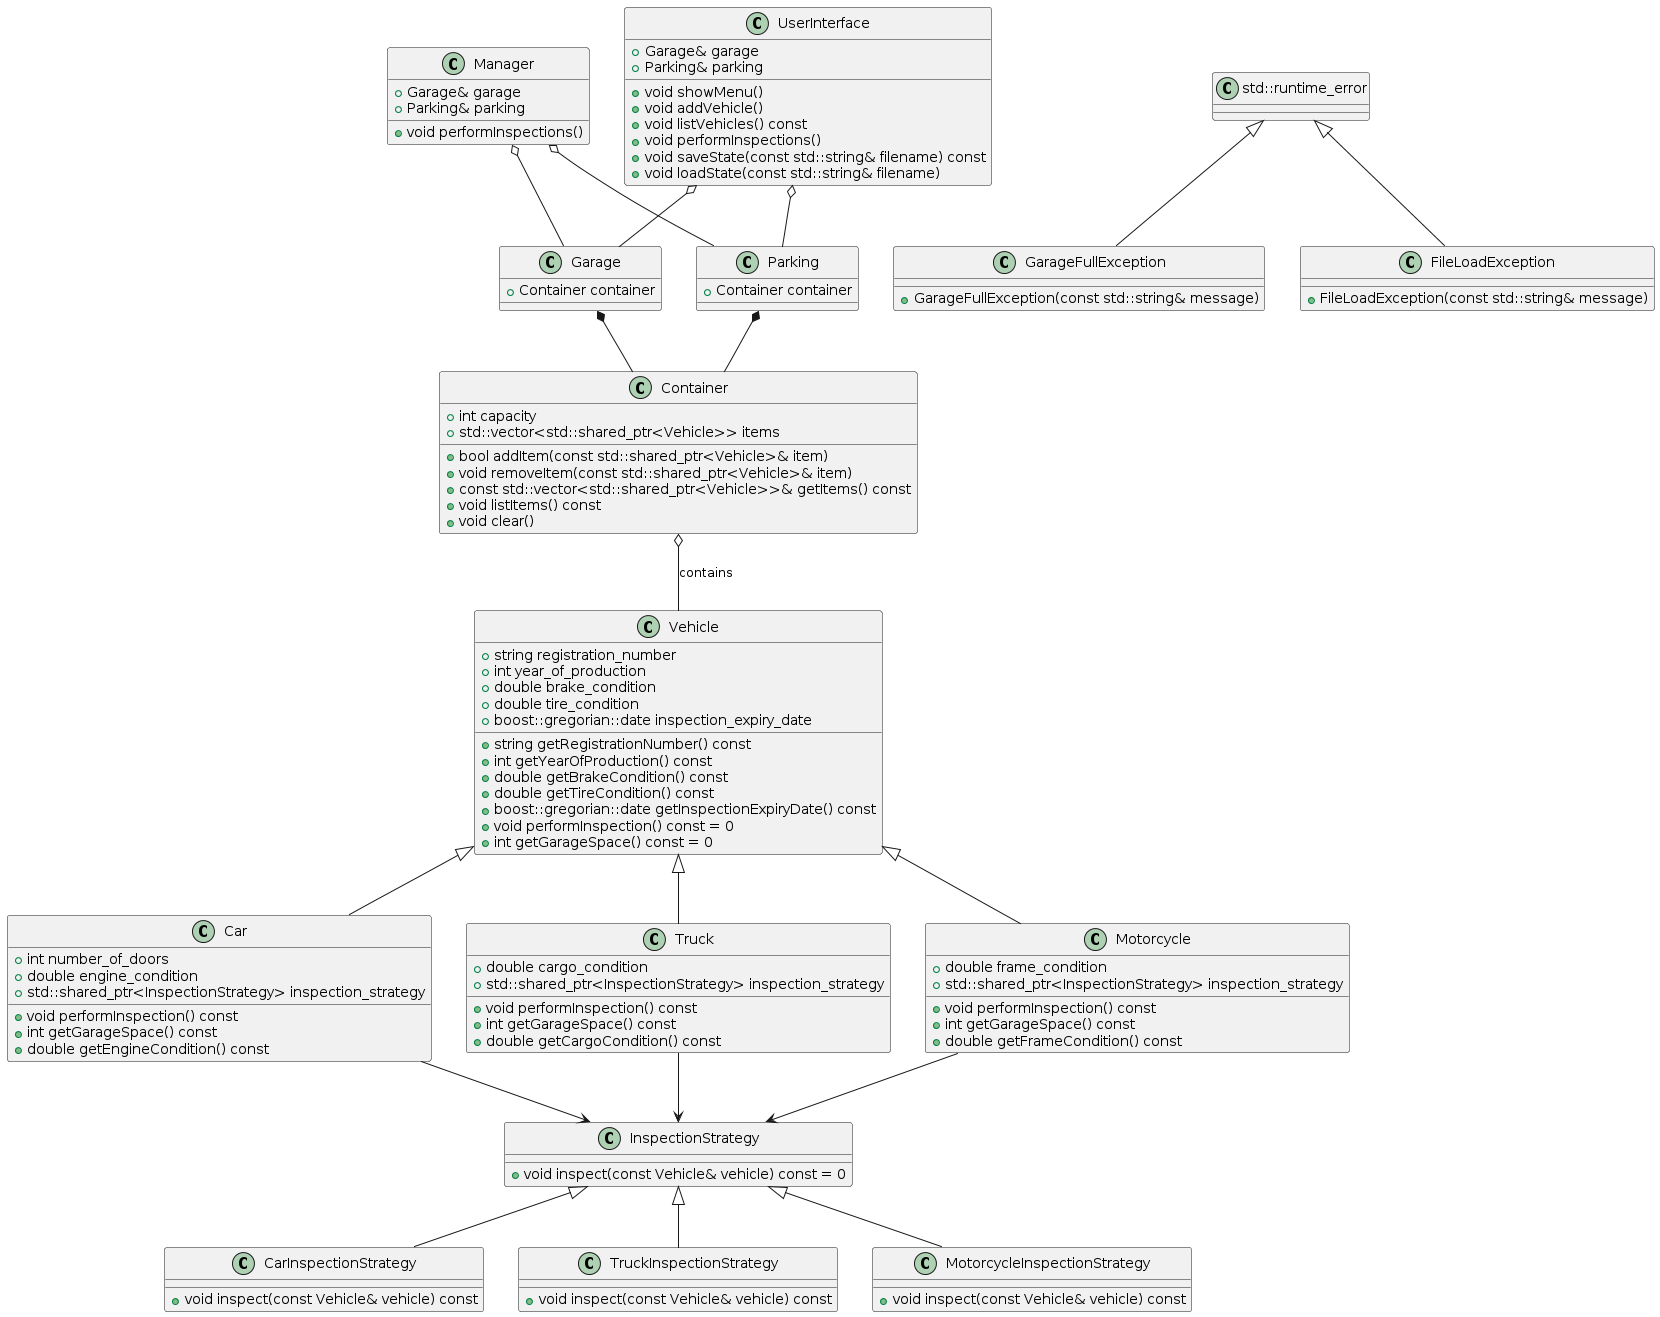 C Manager
Garage& garage
Parking& parking
void performInspections()
C UserInterface
Garage& garage
Parking& parking
void showMenu()
void addVehicle()
void listVehicles() const
void performInspections()
void saveState(const std::string& filename) const
void loadState(const std::string& filename)
C std::runtime_error
C Garage
Container container
C Parking
Container container
C GarageFullException
GarageFullException(const std::string& message)
C FileLoadException
FileLoadException(const std::string& message)
C Container
int capacity
std::vector<std::shared_ptr<Vehicle>> items
bool addItem(const std::shared_ptr<Vehicle>& item)
void removeItem(const std::shared_ptr<Vehicle>& item)
const std::vector<std::shared_ptr<Vehicle>>& getItems() const
void listItems() const
void clear()
contains
C Vehicle
string registration_number
int year_of_production
double brake_condition
double tire_condition
boost::gregorian::date inspection_expiry_date
string getRegistrationNumber() const
int getYearOfProduction() const
double getBrakeCondition() const
double getTireCondition() const
boost::gregorian::date getInspectionExpiryDate() const
void performInspection() const = 0
int getGarageSpace() const = 0
C Car
int number_of_doors
double engine_condition
std::shared_ptr<InspectionStrategy> inspection_strategy
void performInspection() const
int getGarageSpace() const
double getEngineCondition() const
C Truck
double cargo_condition
std::shared_ptr<InspectionStrategy> inspection_strategy
void performInspection() const
int getGarageSpace() const
double getCargoCondition() const
C Motorcycle
double frame_condition
std::shared_ptr<InspectionStrategy> inspection_strategy
void performInspection() const
int getGarageSpace() const
double getFrameCondition() const
C InspectionStrategy
void inspect(const Vehicle& vehicle) const = 0
C CarInspectionStrategy
void inspect(const Vehicle& vehicle) const
C TruckInspectionStrategy
void inspect(const Vehicle& vehicle) const
C MotorcycleInspectionStrategy
void inspect(const Vehicle& vehicle) const